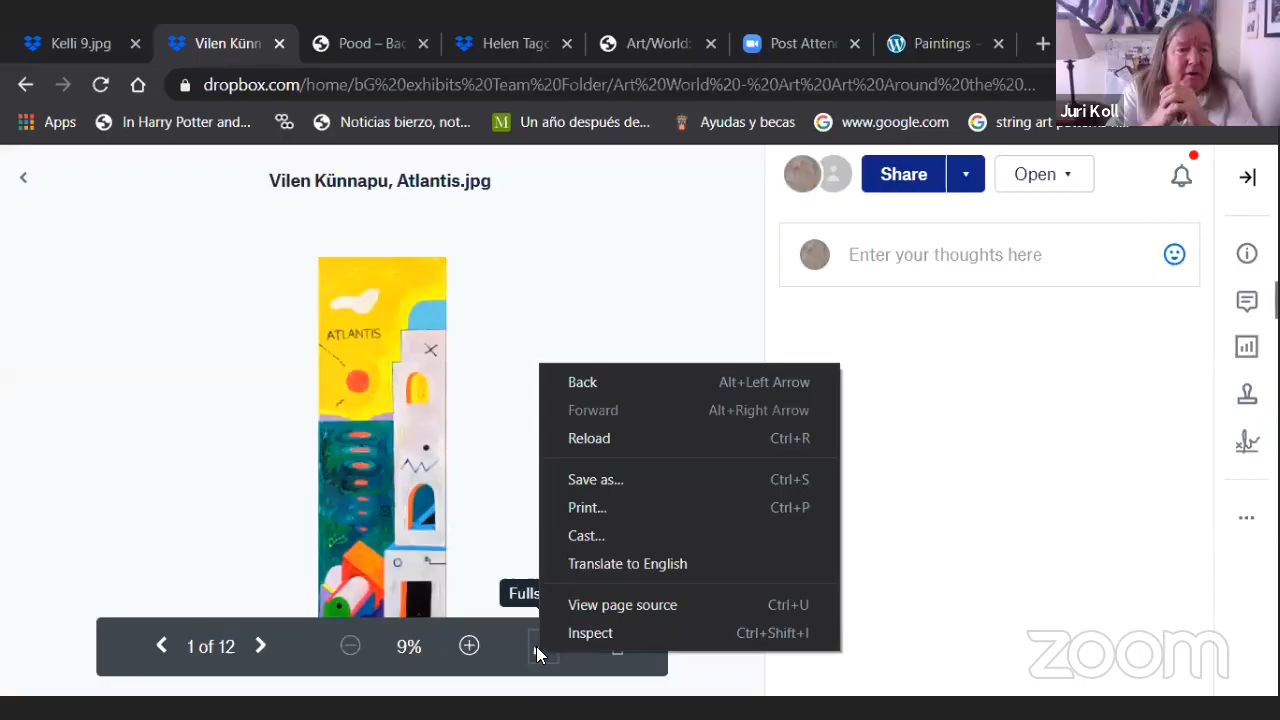 Kelli 9.jpg
Vilen Künn
Pood – Bac
Helen Tago
Art/World:
Post Atten
Paintings –
dropbox.com/home/bG%20exhibits%20Team%20Folder/Art%20World%20-%20Art%20Art%20Around%20the%20...
Juri Koll
Apps
In Harry Potter and...
Noticias bierzo, not...
M
Un año después de...
Ayudas y becas
www.google.com
string art
Vilen Künnapu, Atlantis.jpg
Share
Open
Enter your thoughts here
ATLANTIS
Back Alt+Left Arrow
Forward Alt+Right Arrow
Reload Ctrl+R
Save as... Ctrl+S
Print... Ctrl+P
Cast...
Translate to English
View page source Ctrl+U
Inspect Ctrl+Shift+I
Fulls
1 of 12
9%
zoom